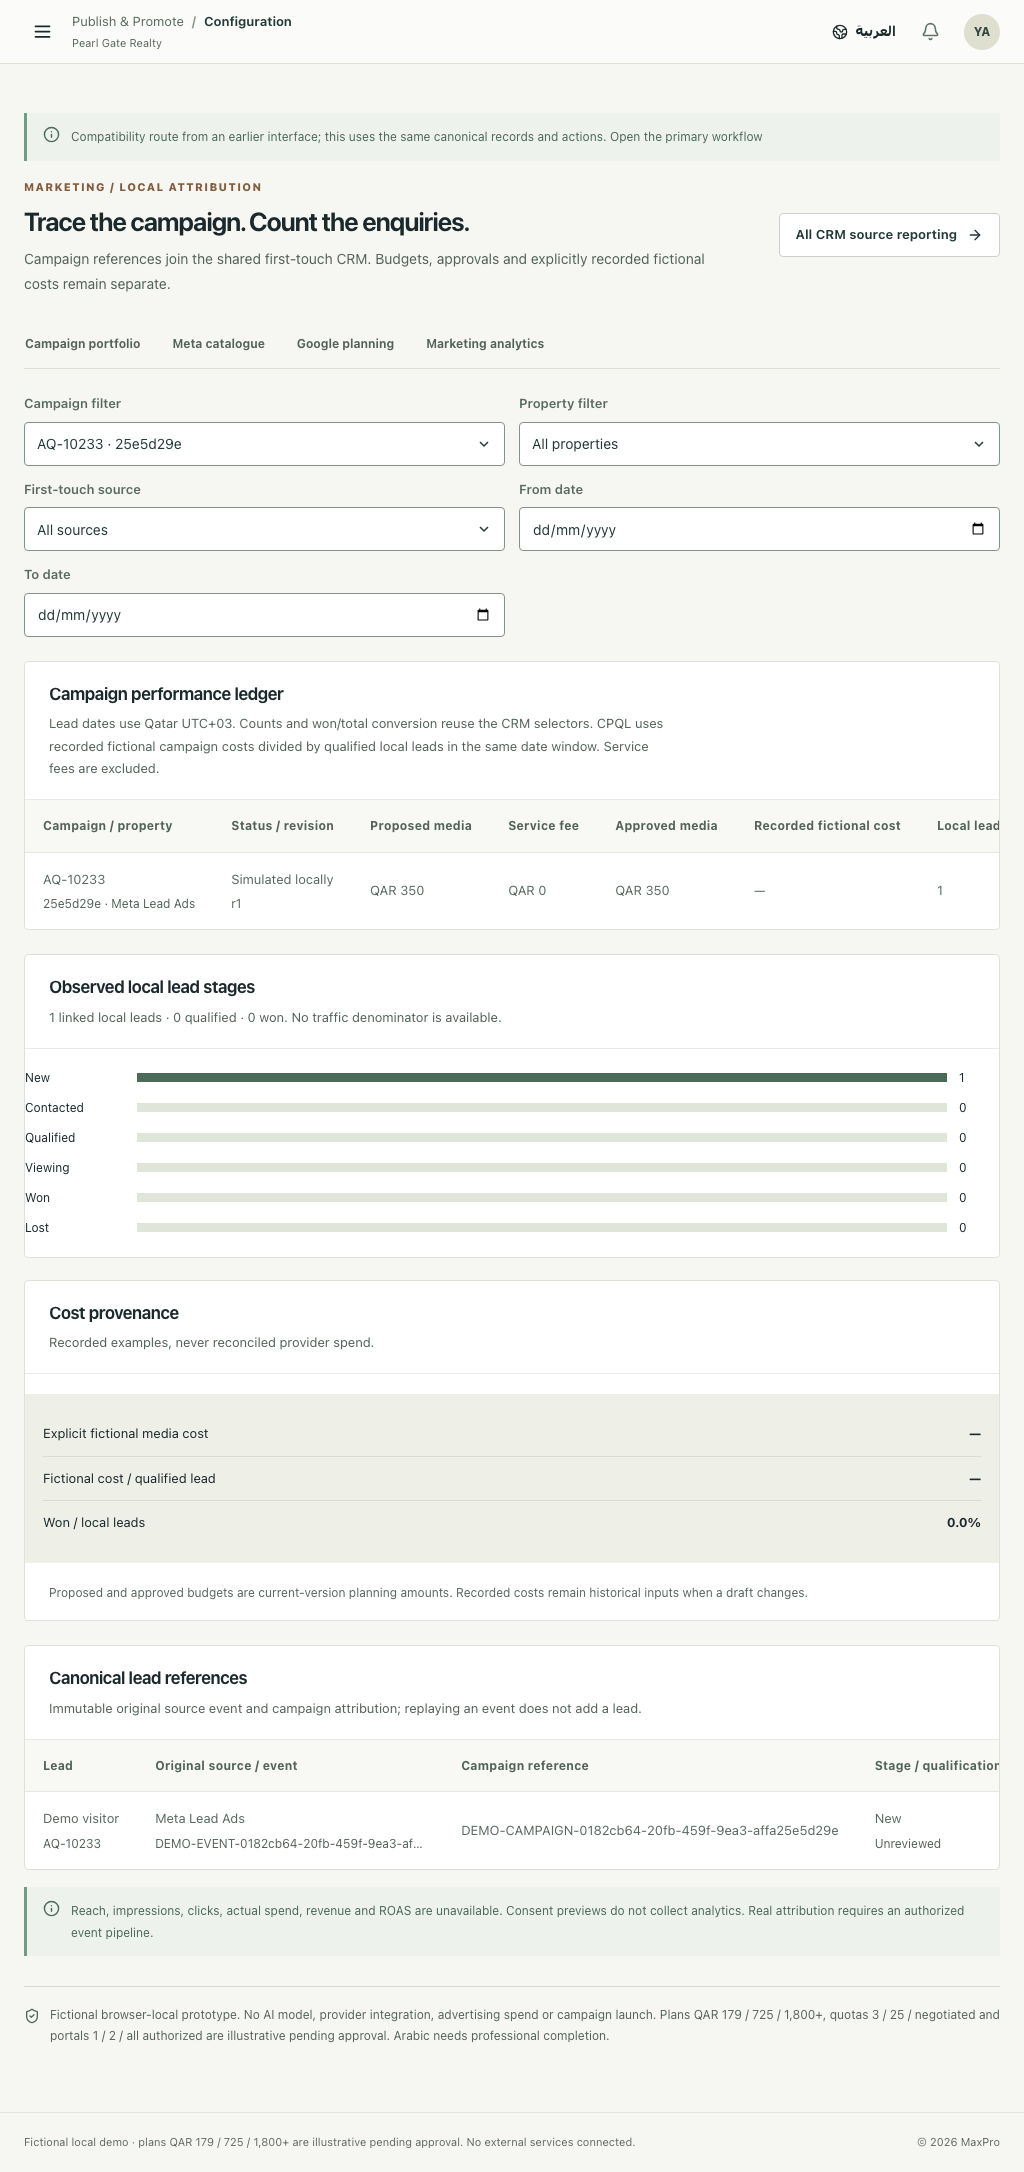 Publish & Promote / Configuration
Pearl Gate Realty
العربية
YA
Compatibility route from an earlier interface; this uses the same canonical records and actions. Open the primary workflow
MARKETING / LOCAL ATTRIBUTION
Trace the campaign. Count the enquiries.
All CRM source reporting
Campaign references join the shared first-touch CRM. Budgets, approvals and explicitly recorded fictional
costs remain separate.
Campaign portfolio Meta catalogue Google planning Marketing analytics
Campaign filter Property filter
AQ-10233 · 25e5d29e All properties
First-touch source From date
All sources dd/mm/yyyy
To date
dd/mm/yyyy
Campaign performance ledger
Lead dates use Qatar UTC+03. Counts and won/total conversion reuse the CRM selectors. CPQL uses
recorded fictional campaign costs divided by qualified local leads in the same date window. Service
fees are excluded.
Campaign / property Status / revision Proposed media Service fee Approved media Recorded fictional cost Local lead
AQ-10233 Simulated locally QAR 350 QAR 0 QAR 350 — 1
25e5d29e · Meta Lead Ads r1
Observed local lead stages
1 linked local leads · 0 qualified · 0 won. No traffic denominator is available.
New 1
Contacted 0
Qualified 0
Viewing 0
Won 0
Lost 0
Cost provenance
Recorded examples, never reconciled provider spend.
Explicit fictional media cost —
Fictional cost / qualified lead —
Won / local leads 0.0%
Proposed and approved budgets are current-version planning amounts. Recorded costs remain historical inputs when a draft changes.
Canonical lead references
Immutable original source event and campaign attribution; replaying an event does not add a lead.
Lead Original source / event Campaign reference Stage / qualification
Demo visitor Meta Lead Ads DEMO-CAMPAIGN-0182cb64-20fb-459f-9ea3-affa25e5d29e New
AQ-10233 DEMO-EVENT-0182cb64-20fb-459f-9ea3-af… Unreviewed
Reach, impressions, clicks, actual spend, revenue and ROAS are unavailable. Consent previews do not collect analytics. Real attribution requires an authorized
event pipeline.
Fictional browser-local prototype. No AI model, provider integration, advertising spend or campaign launch. Plans QAR 179 / 725 / 1,800+, quotas 3 / 25 / negotiated and
portals 1 / 2 / all authorized are illustrative pending approval. Arabic needs professional completion.
Fictional local demo · plans QAR 179 / 725 / 1,800+ are illustrative pending approval. No external services connected. © 2026 MaxPro